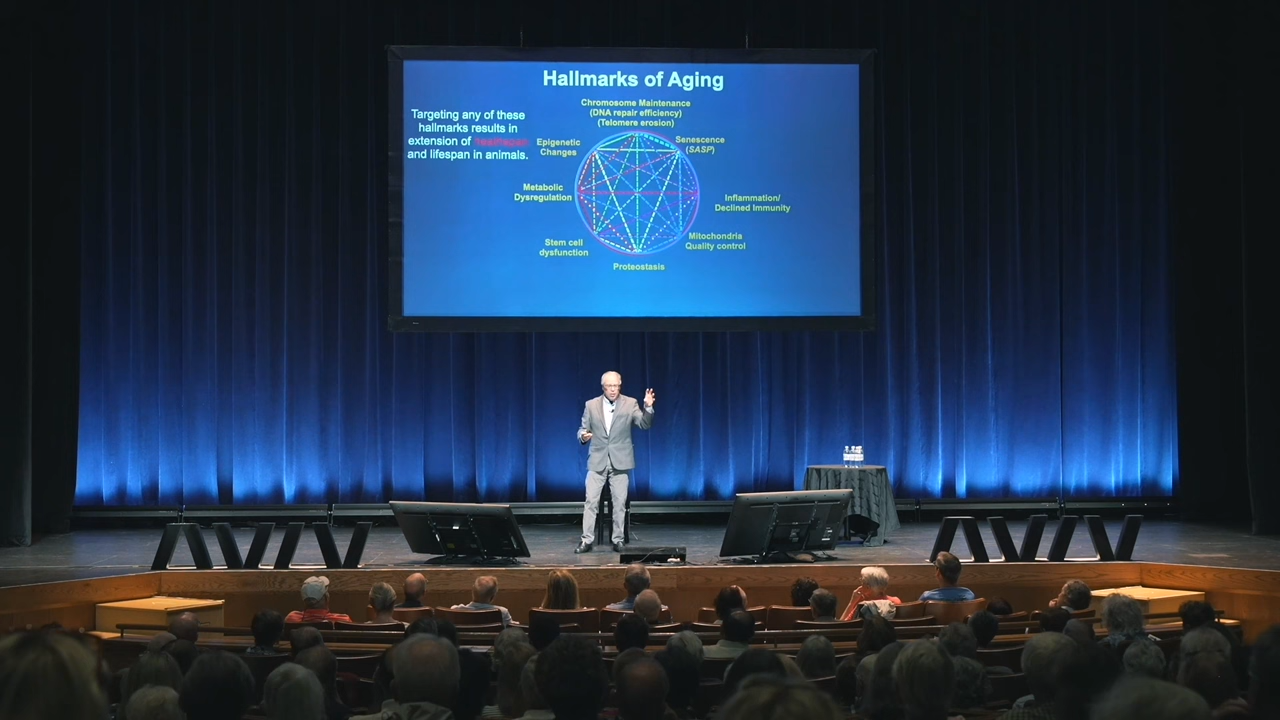 Hallmarks of Aging
Targeting any of these
hallmarks results in
extension of healthspan
and lifespan in animals.
Chromosome Maintenance
(DNA repair efficiency)
(Telomere erosion)
Epigenetic
Changes
Senescence
(SASP)
Metabolic
Dysregulation
Inflammation/
Declined Immunity
Stem cell
dysfunction
Mitochondria
Quality control
Proteostasis